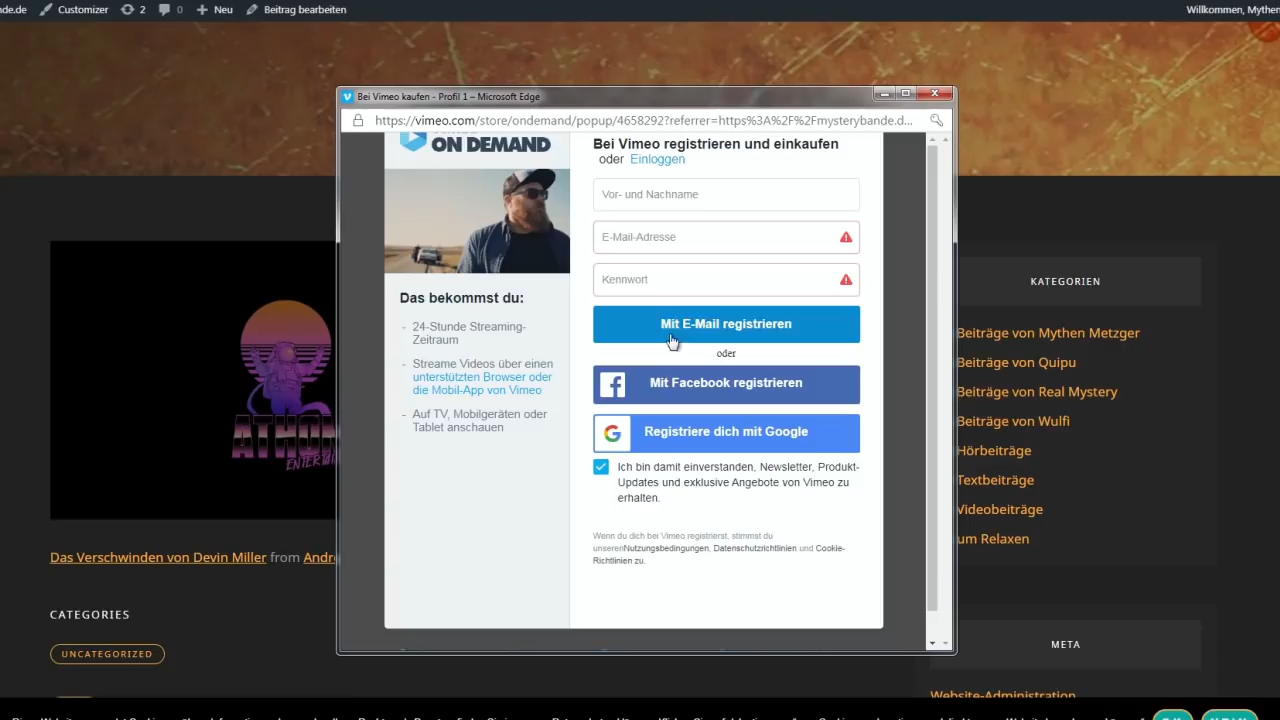 nde.de Customizer 2 0 Neu Beitrag bearbeiten Willkommen, Mythen
Bei Vimeo kaufen - Profil 1 – Microsoft Edge
https://vimeo.com/store/ondemand/popup/4658292?referrer=https%3A%2F%2Fmysterybande.d...
ON DEMAND
Bei Vimeo registrieren und einkaufen
oder Einloggen
Vor- und Nachname
E-Mail-Adresse
Kennwort
Mit E-Mail registrieren
oder
Mit Facebook registrieren
Registriere dich mit Google
Ich bin damit einverstanden, Newsletter, Produkt-
Updates und exklusive Angebote von Vimeo zu
erhalten.
Wenn du dich bei Vimeo registrierst, stimmst du
unserenNutzungsbedingungen, Datenschutzrichtlinien und Cookie-
Richtlinien zu.
Das bekommst du:
- 24-Stunde Streaming-
Zeitraum
- Streame Videos über einen
unterstützten Browser oder
die Mobil-App von Vimeo
- Auf TV, Mobilgeräten oder
Tablet anschauen
Das Verschwinden von Devin Miller from Andr
CATEGORIES
UNCATEGORIZED
KATEGORIEN
Beiträge von Mythen Metzger
Beiträge von Quipu
Beiträge von Real Mystery
Beiträge von Wulfi
Hörbeiträge
Textbeiträge
Videobeiträge
um Relaxen
META
Website-Administration